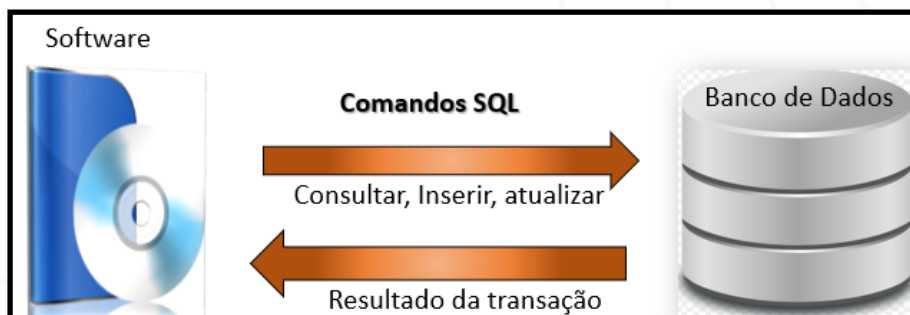 Software
Comandos SQL
Banco de Dados
Consultar, Inserir, atualizar
Resultado da transação